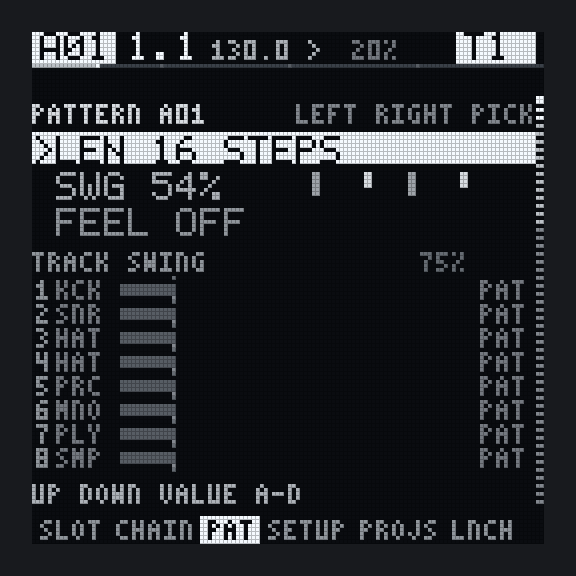 A01 1.1 130.0 > 20% T1
PATTERN A01 LEFT RIGHT PICK
>LEN 16 STEPS
SWG 54%
FEEL OFF
TRACK SWING 75%
1 KCK PAT
2 SNR PAT
3 HAT PAT
4 HAT PAT
5 PRC PAT
6 MNO PAT
7 PLY PAT
8 SMP PAT
UP DOWN VALUE A-D
SLOT CHAIN PAT SETUP PROJS LNCH